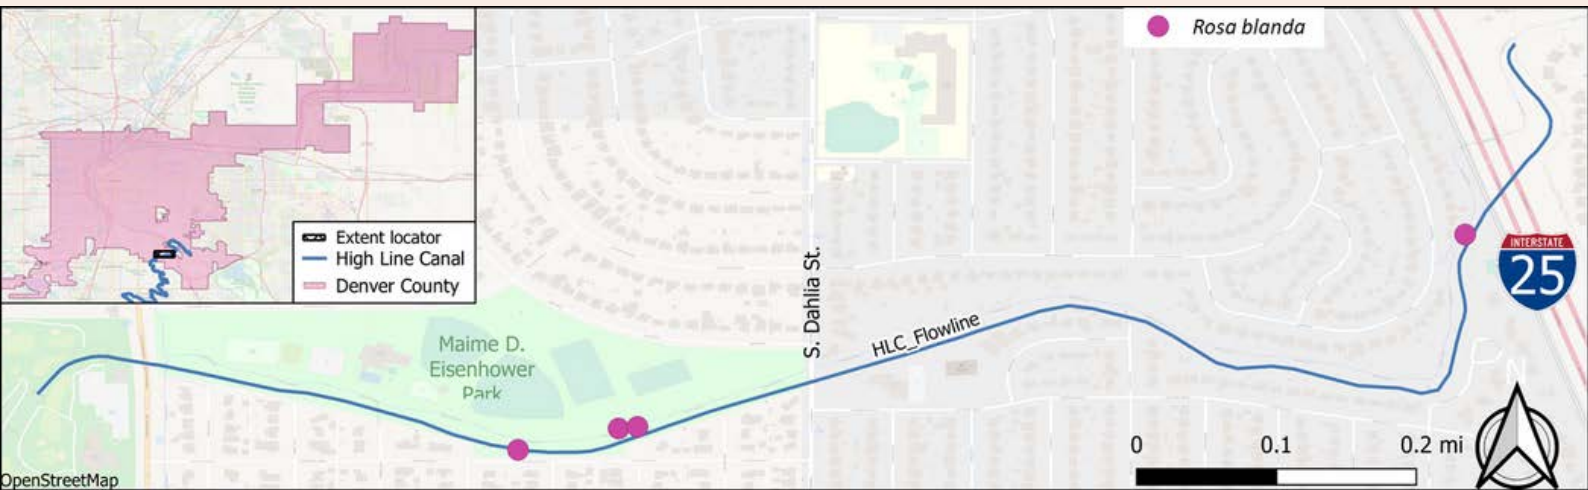 Rosa blanda
Extent locator
High Line Canal
Denver County
S. Dahlia St.
HLC_Flowline
INTERSTATE
25
Maime D.
Eisenhower
Park
0 0.1 0.2 mi
N
OpenStreetMap